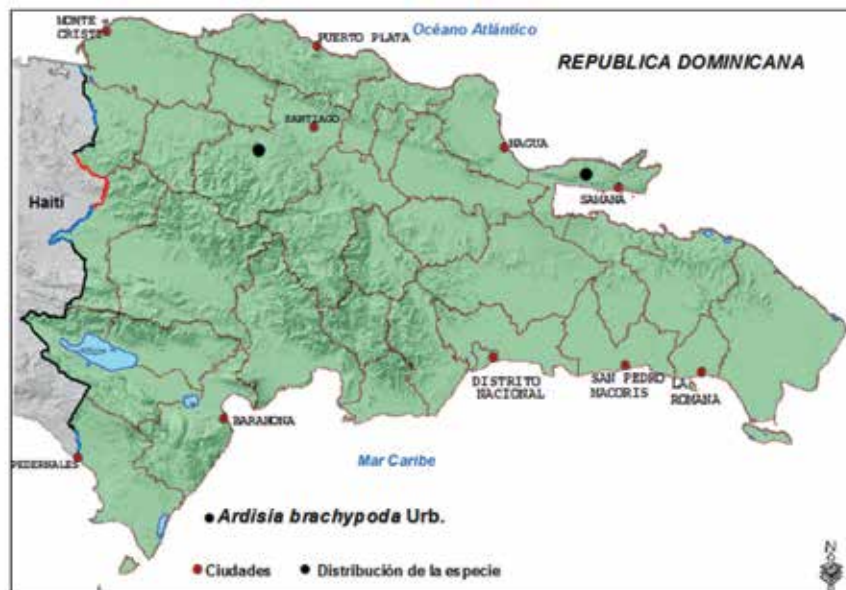 MONTE
CRISTI
PUERTO PLATA
Océano Atlántico
REPUBLICA DOMINICANA
SANTIAGO
NAGUA
SAMANA
Haití
DISTRITO
NACIONAL
SAN PEDRO
MACORIS
LA
ROMANA
BARAHONA
Mar Caribe
PEDERNALES
Ardisia brachypoda Urb.
Ciudades
Distribución de la especie
N